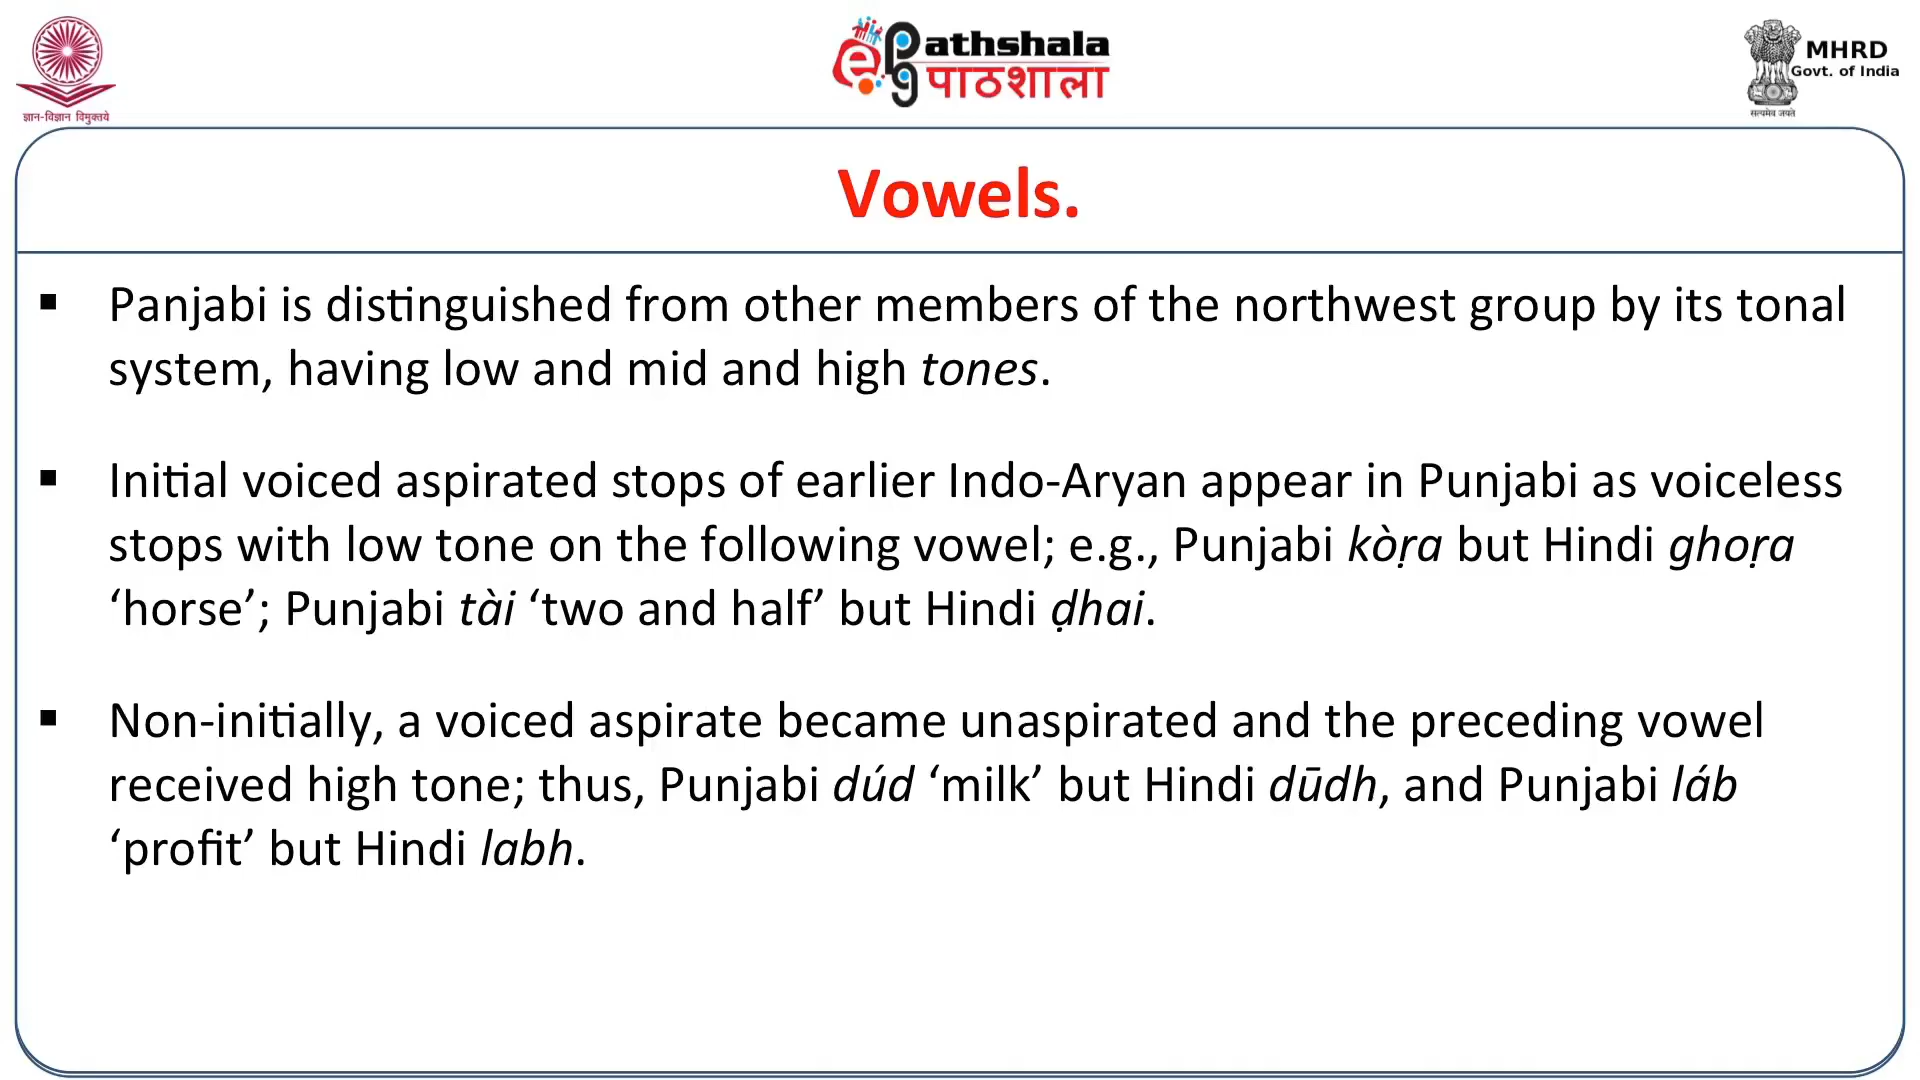 ज्ञान-विज्ञान विमुक्तये
ePG Pathshala
पाठशाला
MHRD
Govt. of India
सत्यमेव जयते
Vowels.
▪ Panjabi is distinguished from other members of the northwest group by its tonal
system, having low and mid and high tones.
▪ Initial voiced aspirated stops of earlier Indo-Aryan appear in Punjabi as voiceless
stops with low tone on the following vowel; e.g., Punjabi kòṛa but Hindi ghoṛa
‘horse’; Punjabi tài ‘two and half’ but Hindi ḍhai.
▪ Non-initially, a voiced aspirate became unaspirated and the preceding vowel
received high tone; thus, Punjabi dúd ‘milk’ but Hindi dūdh, and Punjabi láb
‘profit’ but Hindi labh.